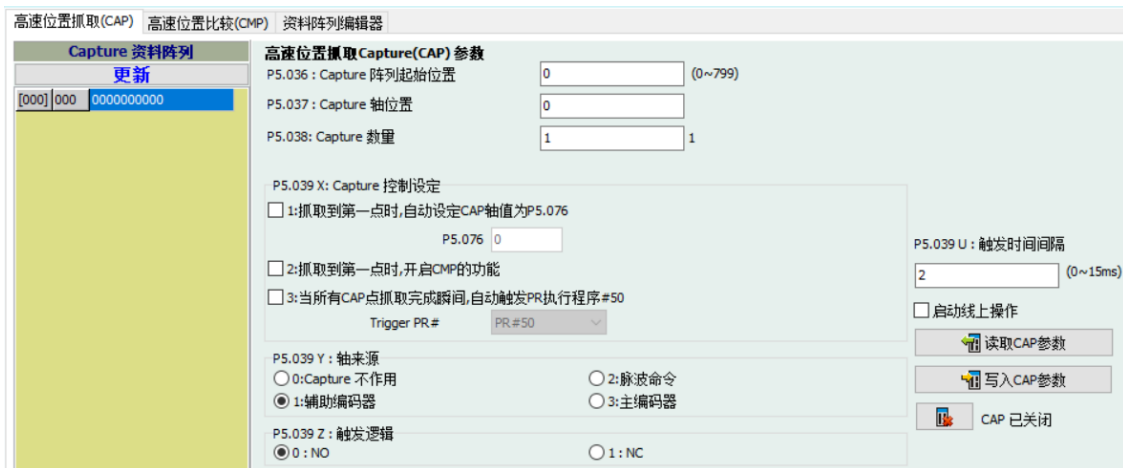 高速位置抓取(CAP) 高速位置比较(CMP) 资料阵列编辑器
Capture 资料阵列
更新
[000] 000 0000000000
高速位置抓取Capture(CAP) 参数
P5.036 : Capture 阵列起始位置 0 (0~799)
P5.037 : Capture 轴位置 0
P5.038: Capture 数量 1 1
P5.039 X: Capture 控制设定
1:抓取到第一点时,自动设定CAP轴值为P5.076
P5.076 0
2:抓取到第一点时,开启CMP的功能
3:当所有CAP点抓取完成瞬间,自动触发PR执行程序#50
Trigger PR# PR#50
P5.039 Y : 轴来源
0:Capture 不作用 2:脉波命令
1:辅助编码器 3:主编码器
P5.039 Z : 触发逻辑
0 : NO 1 : NC
P5.039 U : 触发时间间隔
2 (0~15ms)
启动线上操作
读取CAP参数
写入CAP参数
CAP 已关闭